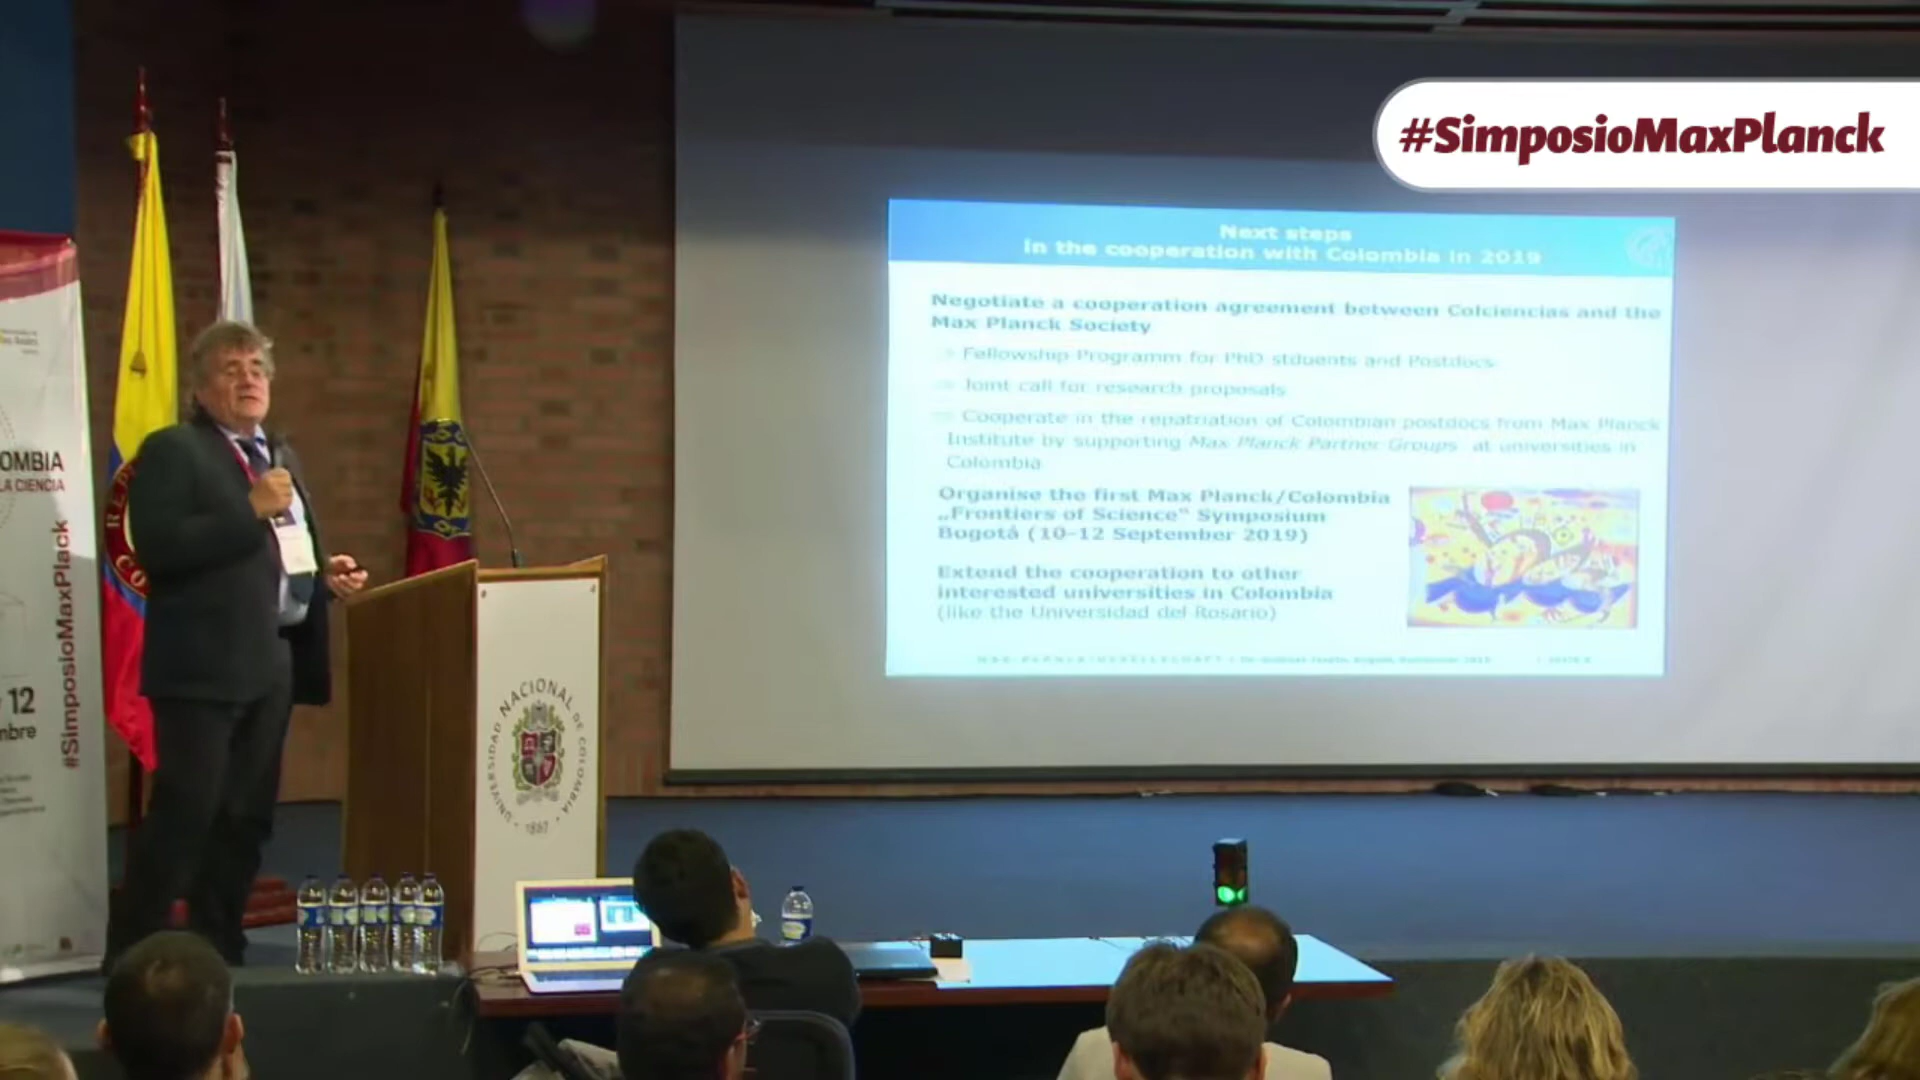 #SimposioMaxPlanck
Next steps
in the cooperation with Colombia in 2019
Negotiate a cooperation agreement between Colciencias and the
Max Planck Society
Fellowship Programm for PhD stduents and Postdocs
Joint call for research proposals
Cooperate in the repatriation of Colombian postdocs from Max Planck
Institute by supporting Max Planck Partner Groups at universities in
Colombia
Organise the first Max Planck/Colombia
„Frontiers of Science“ Symposium
Bogotá (10-12 September 2019)
Extend the cooperation to other
interested universities in Colombia
(like the Universidad del Rosario)
OMBIA
LA CIENCIA
#SimposioMaxPlack
12
mbre
UNIVERSIDAD NACIONAL DE COLOMBIA
1867